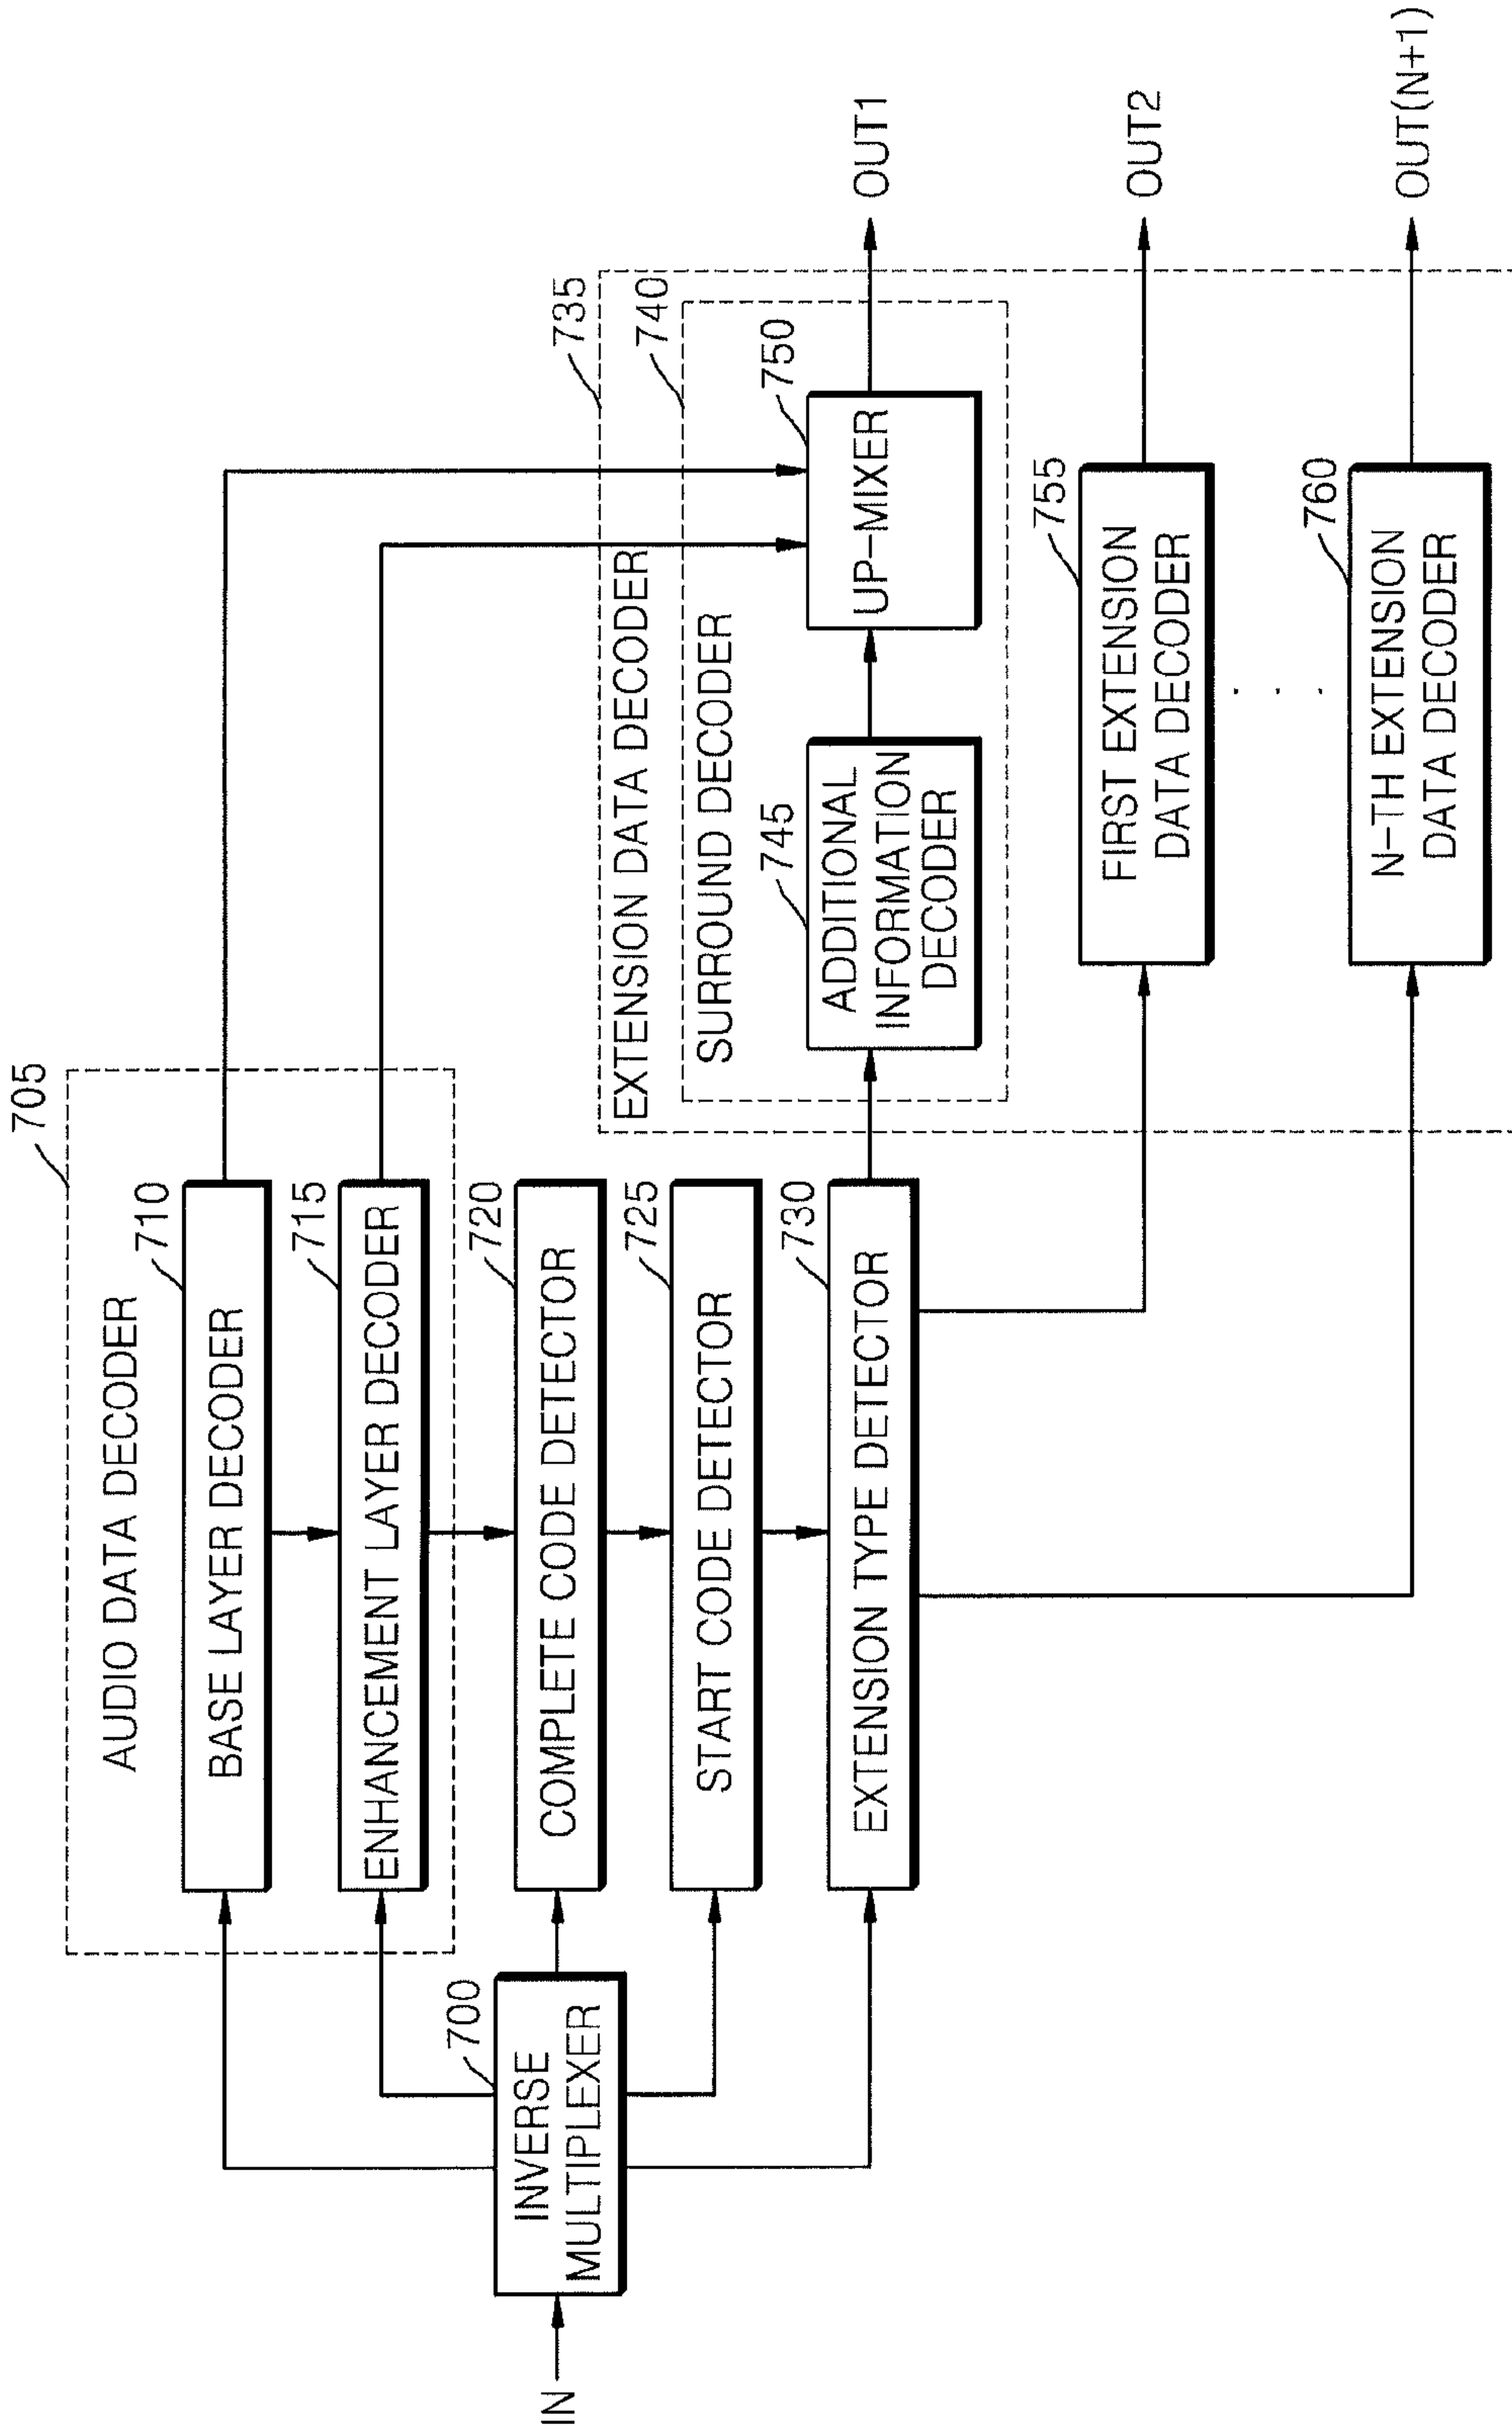 IN
INVERSE
MULTIPLEXER
700
705
AUDIO DATA DECODER
710
BASE LAYER DECODER
715
ENHANCEMENT LAYER DECODER
720
COMPLETE CODE DETECTOR
725
START CODE DETECTOR
730
EXTENSION TYPE DETECTOR
735
EXTENSION DATA DECODER
740
SURROUND DECODER
745
ADDITIONAL
INFORMATION
DECODER
750
UP-MIXER
OUT1
755
FIRST EXTENSION
DATA DECODER
OUT2
. . .
760
N-TH EXTENSION
DATA DECODER
OUT(N+1)